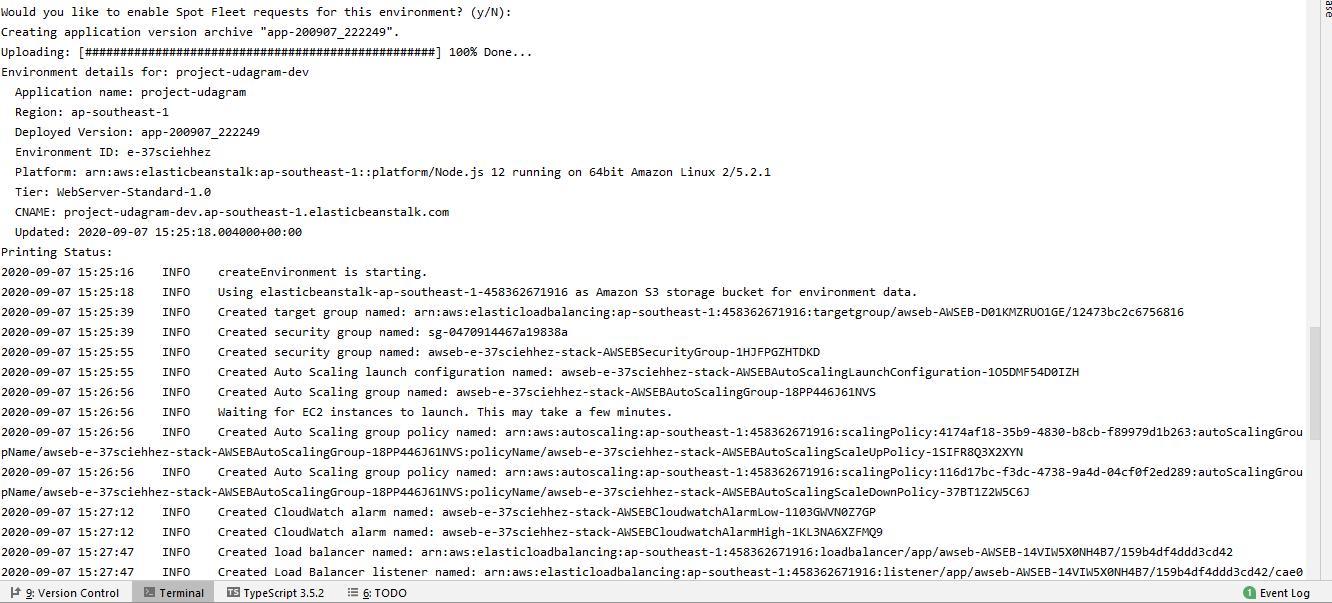 Would you like to enable Spot Fleet requests for this environment? (y/N):
Creating application version archive "app-200907_222249".
Uploading: [##################################################] 100% Done...
Environment details for: project-udagram-dev
Application name: project-udagram
Region: ap-southeast-1
Deployed Version: app-200907_222249
Environment ID: e-37sciehhez
Platform: arn:aws:elasticbeanstalk:ap-southeast-1::platform/Node.js 12 running on 64bit Amazon Linux 2/5.2.1
Tier: WebServer-Standard-1.0
CNAME: project-udagram-dev.ap-southeast-1.elasticbeanstalk.com
Updated: 2020-09-07 15:25:18.004000+00:00
Printing Status:
2020-09-07 15:25:16    INFO    createEnvironment is starting.
2020-09-07 15:25:18    INFO    Using elasticbeanstalk-ap-southeast-1-458362671916 as Amazon S3 storage bucket for environment data.
2020-09-07 15:25:39    INFO    Created target group named: arn:aws:elasticloadbalancing:ap-southeast-1:458362671916:targetgroup/awseb-AWSEB-D01KMZRUO1GE/12473bc2c6756816
2020-09-07 15:25:39    INFO    Created security group named: sg-0470914467a19838a
2020-09-07 15:25:55    INFO    Created security group named: awseb-e-37sciehhez-stack-AWSEBSecurityGroup-1HJFPGZHTDKD
2020-09-07 15:25:55    INFO    Created Auto Scaling launch configuration named: awseb-e-37sciehhez-stack-AWSEBAutoScalingLaunchConfiguration-1O5DMF54D0IZH
2020-09-07 15:26:56    INFO    Created Auto Scaling group named: awseb-e-37sciehhez-stack-AWSEBAutoScalingGroup-18PP446J61NVS
2020-09-07 15:26:56    INFO    Waiting for EC2 instances to launch. This may take a few minutes.
2020-09-07 15:26:56    INFO    Created Auto Scaling group policy named: arn:aws:autoscaling:ap-southeast-1:458362671916:scalingPolicy:4174af18-35b9-4830-b8cb-f89979d1b263:autoScalingGrou
pName/awseb-e-37sciehhez-stack-AWSEBAutoScalingGroup-18PP446J61NVS:policyName/awseb-e-37sciehhez-stack-AWSEBAutoScalingScaleUpPolicy-1SIFR8Q3X2XYN
2020-09-07 15:26:56    INFO    Created Auto Scaling group policy named: arn:aws:autoscaling:ap-southeast-1:458362671916:scalingPolicy:116d17bc-f3dc-4738-9a4d-04cf0f2ed289:autoScalingGrou
pName/awseb-e-37sciehhez-stack-AWSEBAutoScalingGroup-18PP446J61NVS:policyName/awseb-e-37sciehhez-stack-AWSEBAutoScalingScaleDownPolicy-37BT1Z2W5C6J
2020-09-07 15:27:12    INFO    Created CloudWatch alarm named: awseb-e-37sciehhez-stack-AWSEBCloudwatchAlarmLow-1103GWVN0Z7GP
2020-09-07 15:27:12    INFO    Created CloudWatch alarm named: awseb-e-37sciehhez-stack-AWSEBCloudwatchAlarmHigh-1KL3NA6XZFMQ9
2020-09-07 15:27:47    INFO    Created load balancer named: arn:aws:elasticloadbalancing:ap-southeast-1:458362671916:loadbalancer/app/awseb-AWSEB-14VIW5X0NH4B7/159b4df4ddd3cd42
2020-09-07 15:27:47    INFO    Created Load Balancer listener named: arn:aws:elasticloadbalancing:ap-southeast-1:458362671916:listener/app/awseb-AWSEB-14VIW5X0NH4B7/159b4df4ddd3cd42/cae0
9: Version Control    Terminal    TypeScript 3.5.2    6: TODO    1 Event Log